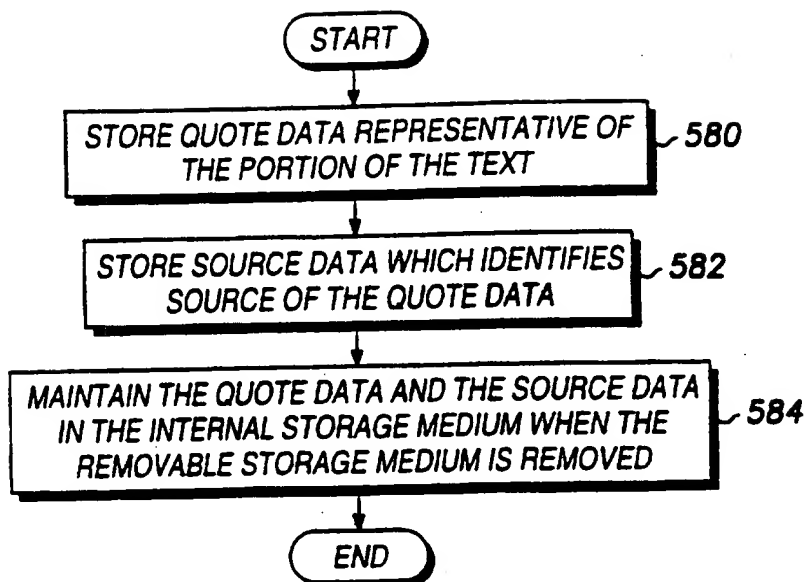 START
STORE QUOTE DATA REPRESENTATIVE OF
THE PORTION OF THE TEXT
580
STORE SOURCE DATA WHICH IDENTIFIES
SOURCE OF THE QUOTE DATA
582
MAINTAIN THE QUOTE DATA AND THE SOURCE DATA
IN THE INTERNAL STORAGE MEDIUM WHEN THE
REMOVABLE STORAGE MEDIUM IS REMOVED
584
END